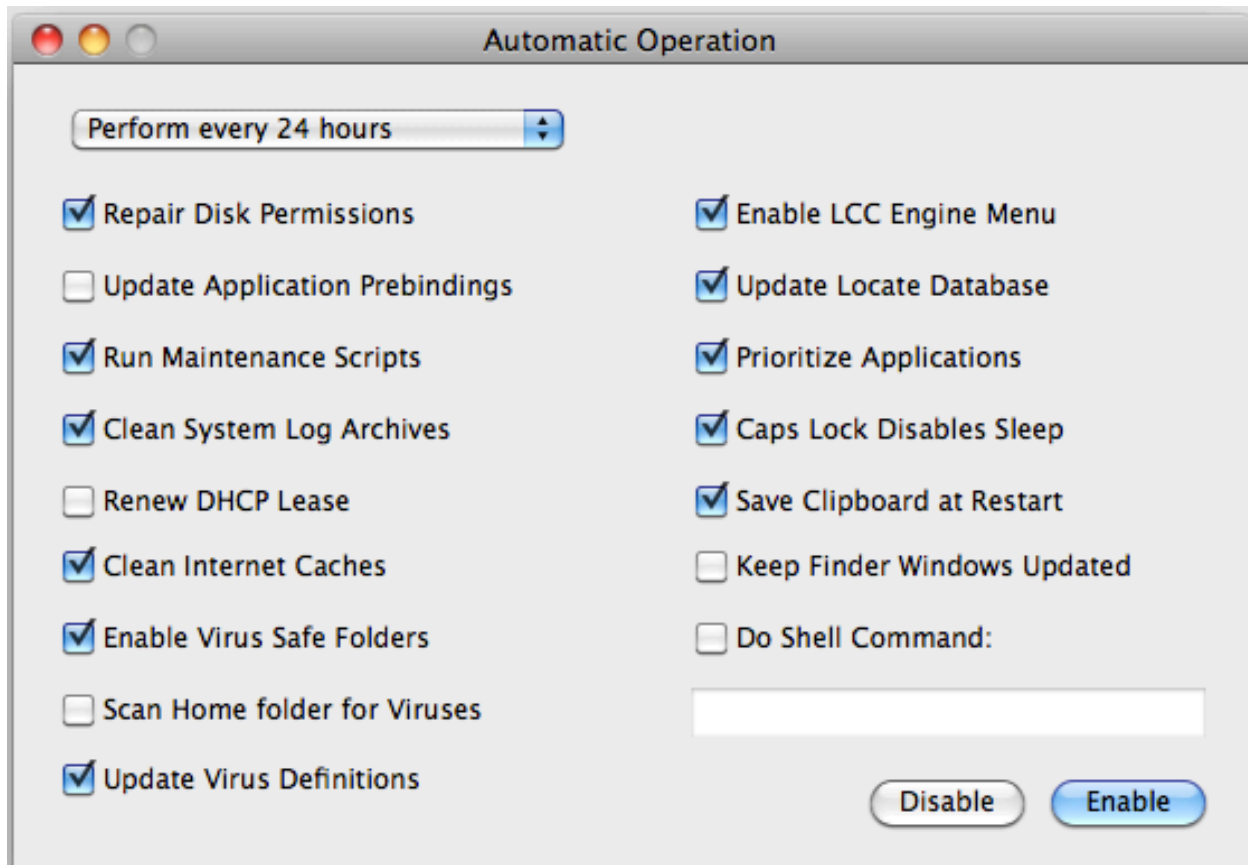 Automatic Operation
Perform every 24 hours
Repair Disk Permissions
Update Application Prebindings
Run Maintenance Scripts
Clean System Log Archives
Renew DHCP Lease
Clean Internet Caches
Enable Virus Safe Folders
Scan Home folder for Viruses
Update Virus Definitions
Enable LCC Engine Menu
Update Locate Database
Prioritize Applications
Caps Lock Disables Sleep
Save Clipboard at Restart
Keep Finder Windows Updated
Do Shell Command:
Disable
Enable